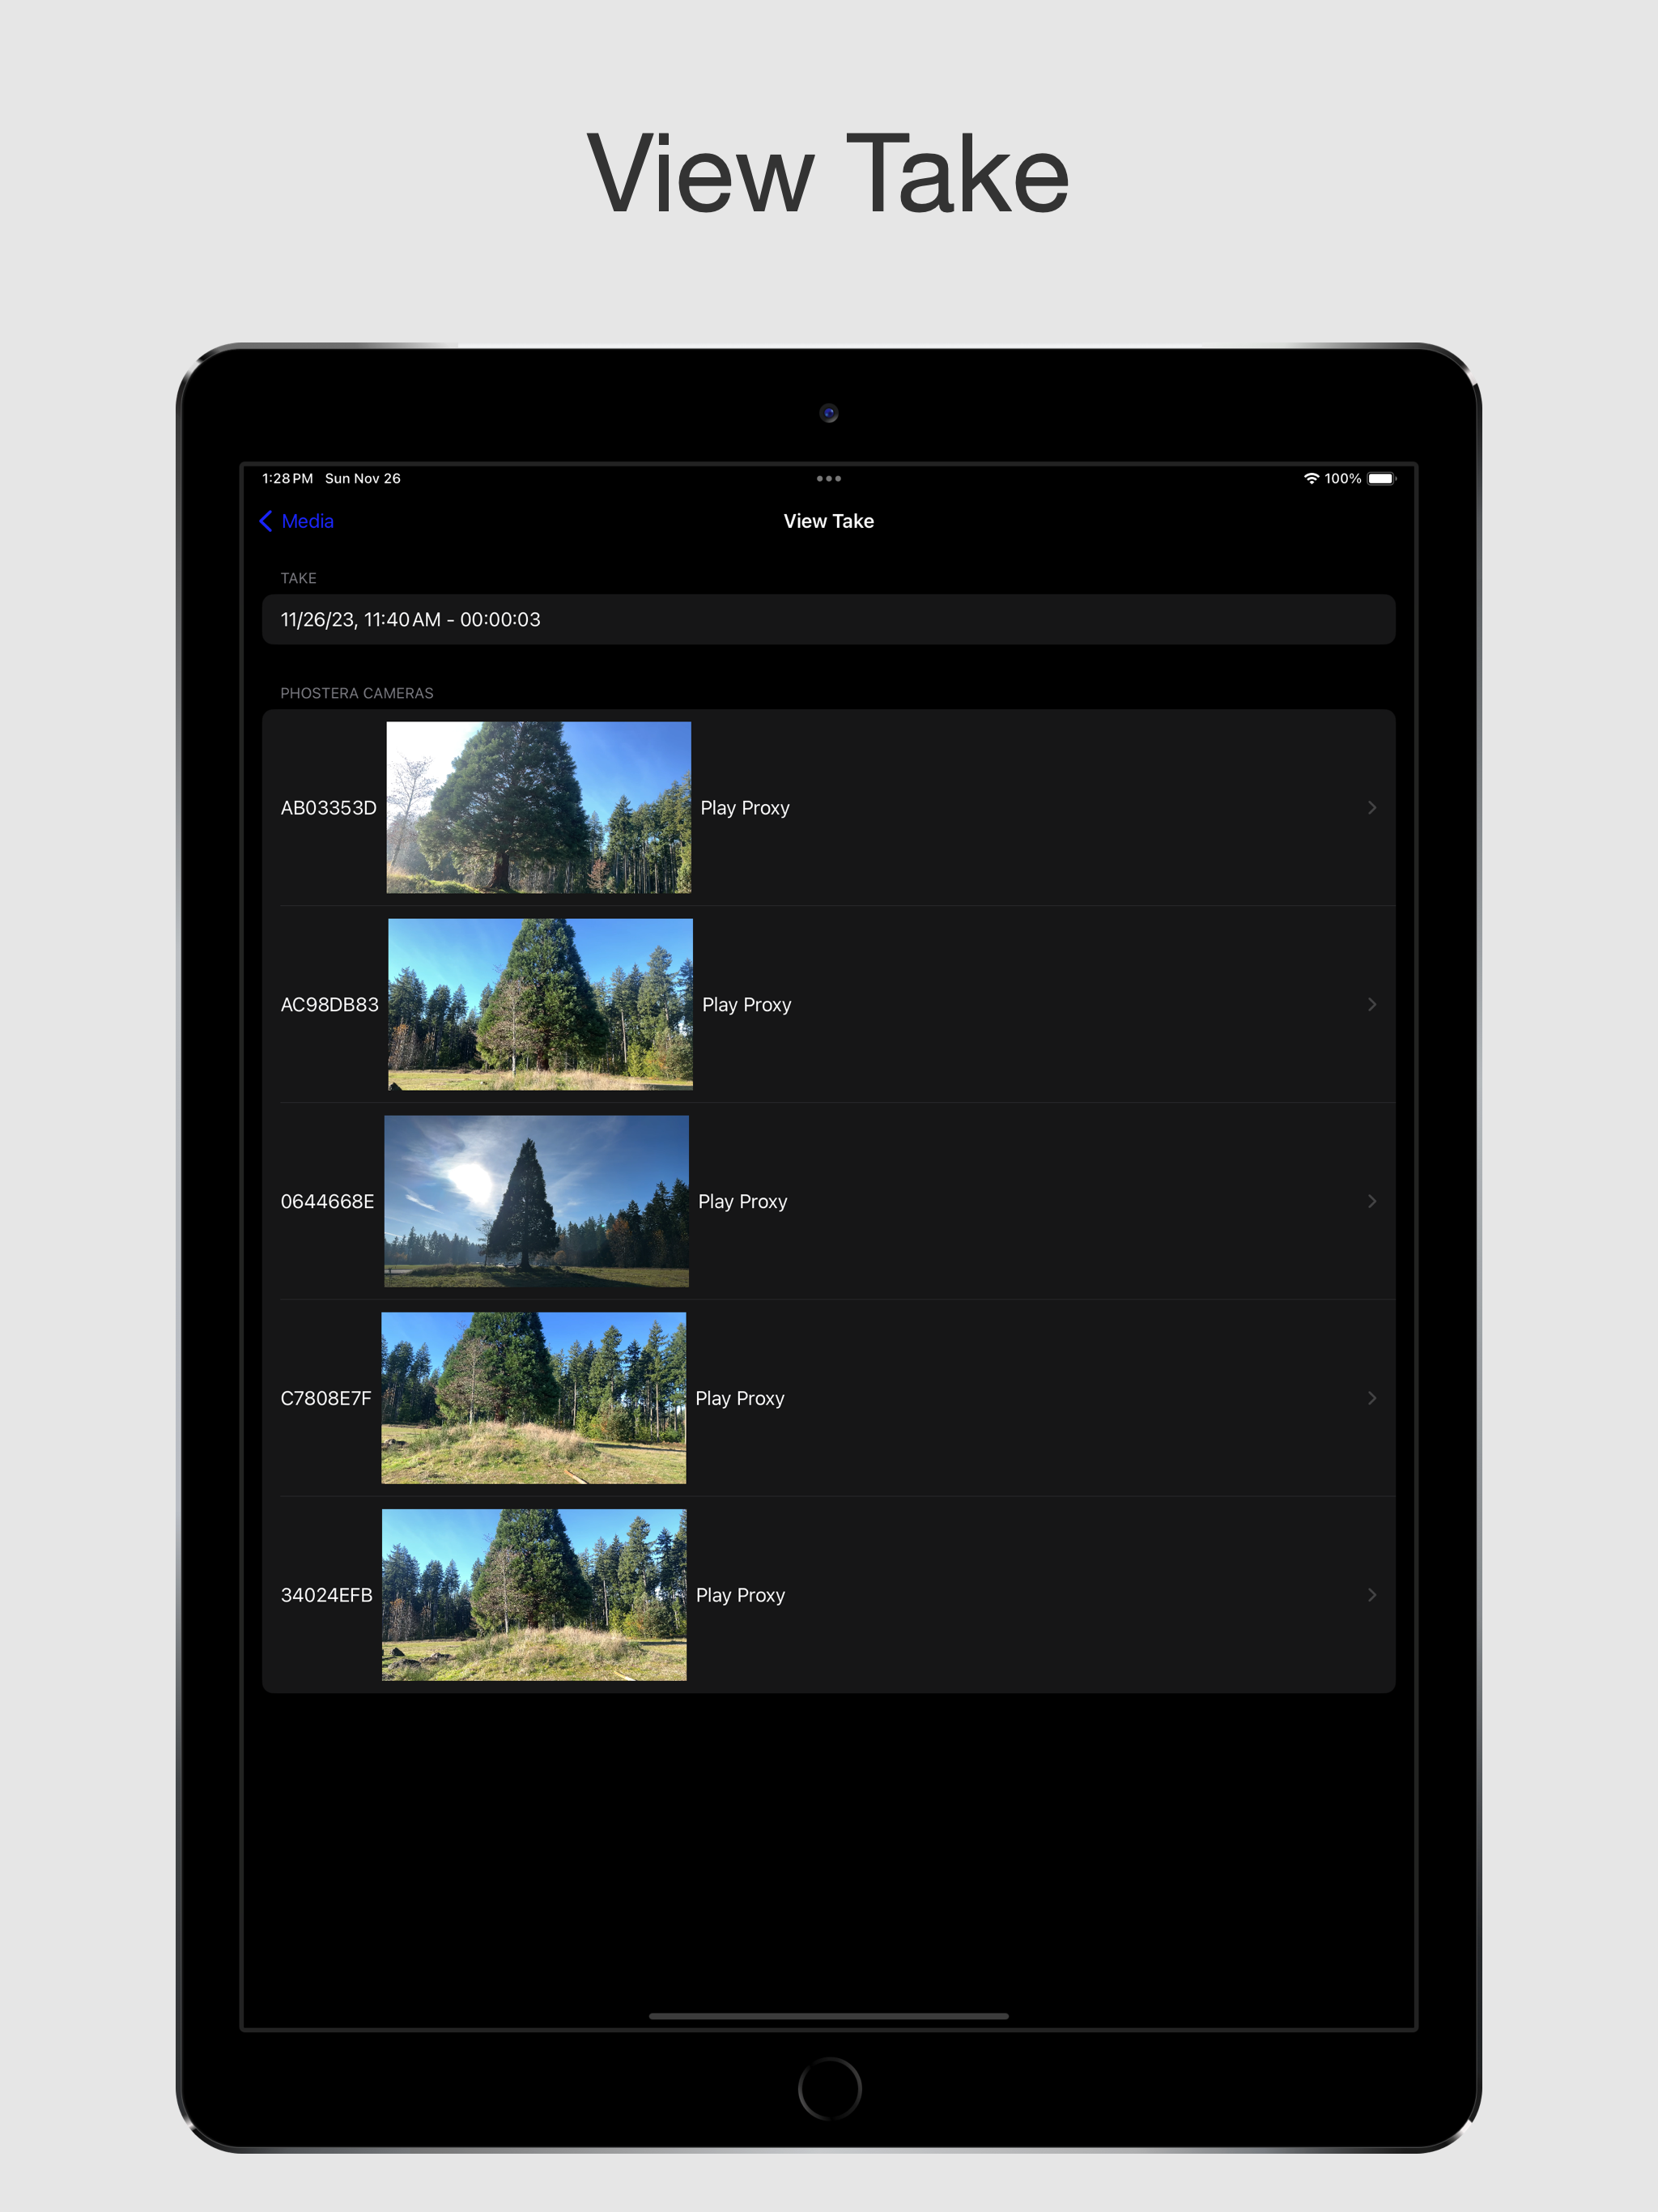 View Take
1:28 PM Sun Nov 26
100%
Media
View Take
TAKE
11/26/23, 11:40 AM - 00:00:03
PHOSTERA CAMERAS
AB03353D
Play Proxy
AC98DB83
Play Proxy
0644668E
Play Proxy
C7808E7F
Play Proxy
34024EFB
Play Proxy